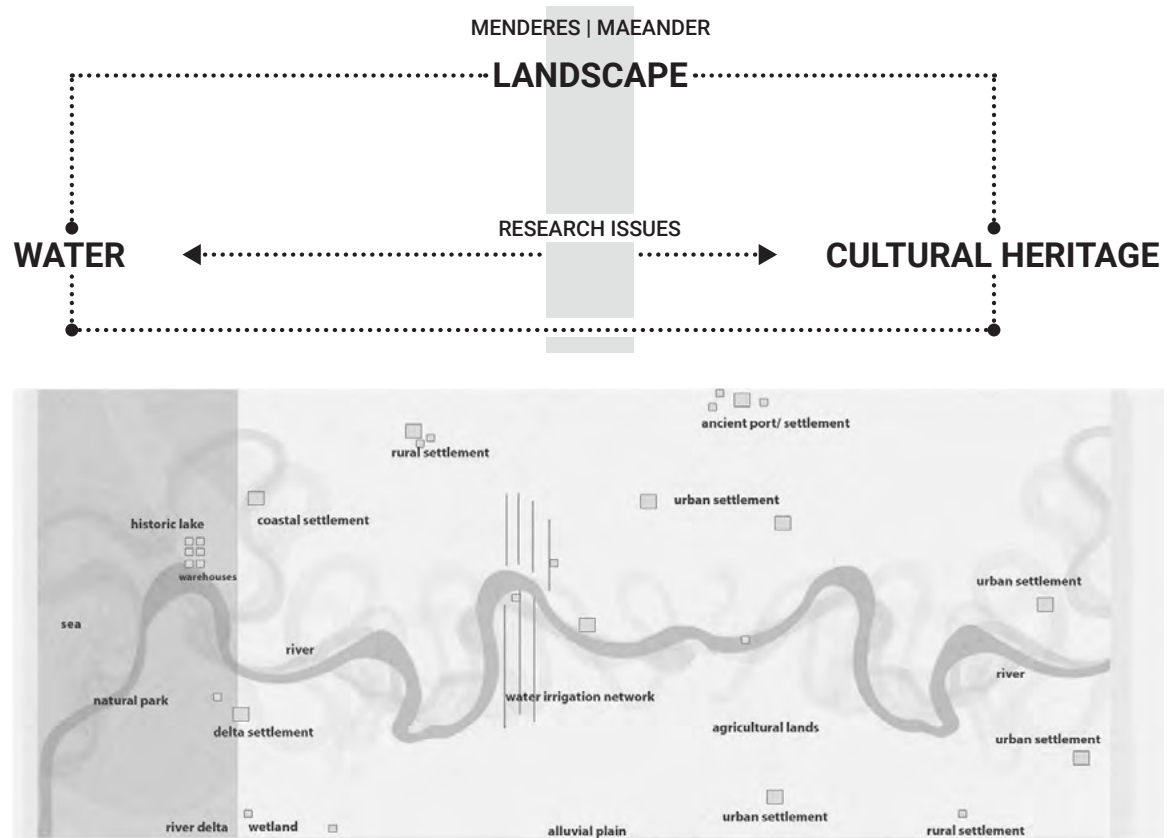 MENDERES | MAEANDER
LANDSCAPE
RESEARCH ISSUES
WATER
CULTURAL HERITAGE
ancient port/ settlement
rural settlement
urban settlement
historic lake
coastal settlement
warehouses
urban settlement
sea
river
river
natural park
water irrigation network
delta settlement
agricultural lands
urban settlement
river delta
wetland
alluvial plain
urban settlement
rural settlement